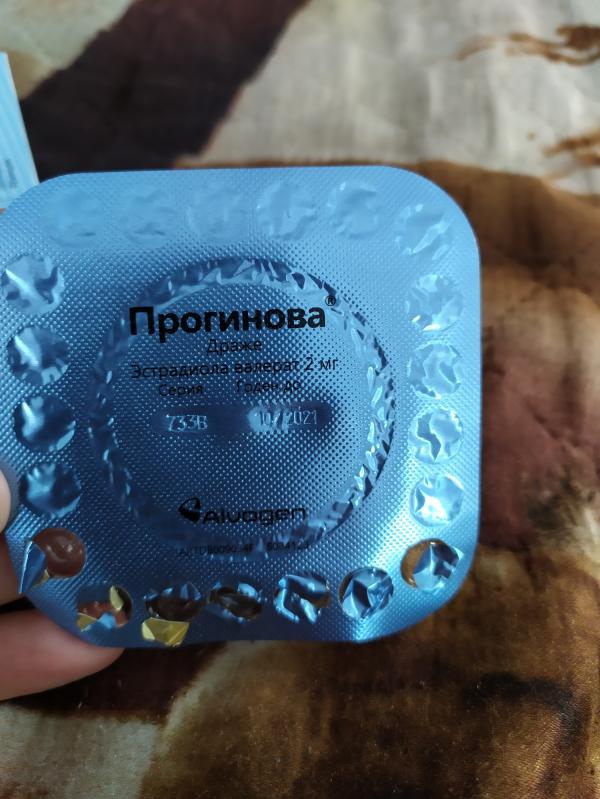 Прогинова®
Драже
Эстрадиола валерат 2 мг
Серия Годен до
733B 10/2021
Alvogen